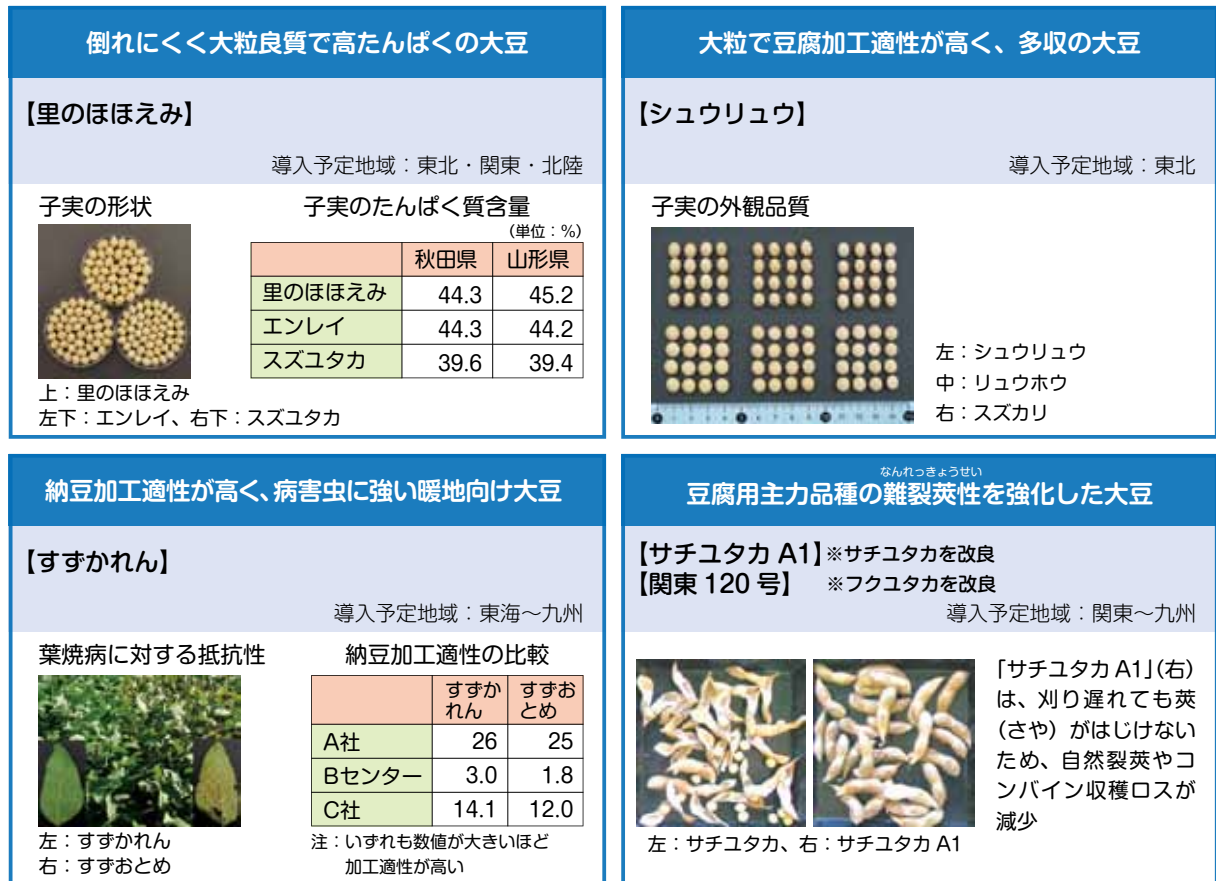 倒れにくく大粒良質で高たんぱくの大豆
【里のほほえみ】
導入予定地域：東北・関東・北陸
子実の形状
上：里のほほえみ
左下：エンレイ、右下：スズユタカ
子実のたんぱく質含量
（単位：%）
秋田県 山形県
里のほほえみ 44.3 45.2
エンレイ 44.3 44.2
スズユタカ 39.6 39.4
大粒で豆腐加工適性が高く、多収の大豆
【シュウリュウ】
導入予定地域：東北
子実の外観品質
左：シュウリュウ
中：リュウホウ
右：スズカリ
納豆加工適性が高く、病害虫に強い暖地向け大豆
【すずかれん】
導入予定地域：東海～九州
葉焼病に対する抵抗性
左：すずかれん
右：すずおとめ
納豆加工適性の比較
すずか すずお
れん とめ
A社 26 25
Bセンター 3.0 1.8
C社 14.1 12.0
注：いずれも数値が大きいほど
加工適性が高い
なんれっきょうせい
豆腐用主力品種の難裂莢性を強化した大豆
【サチユタカ A1】※サチユタカを改良
【関東 120 号】 ※フクユタカを改良
導入予定地域：関東～九州
左：サチユタカ、右：サチユタカ A1
「サチユタカ A1」（右）
は、刈り遅れても莢
（さや）がはじけない
ため、自然裂莢やコ
ンバイン収穫ロスが
減少